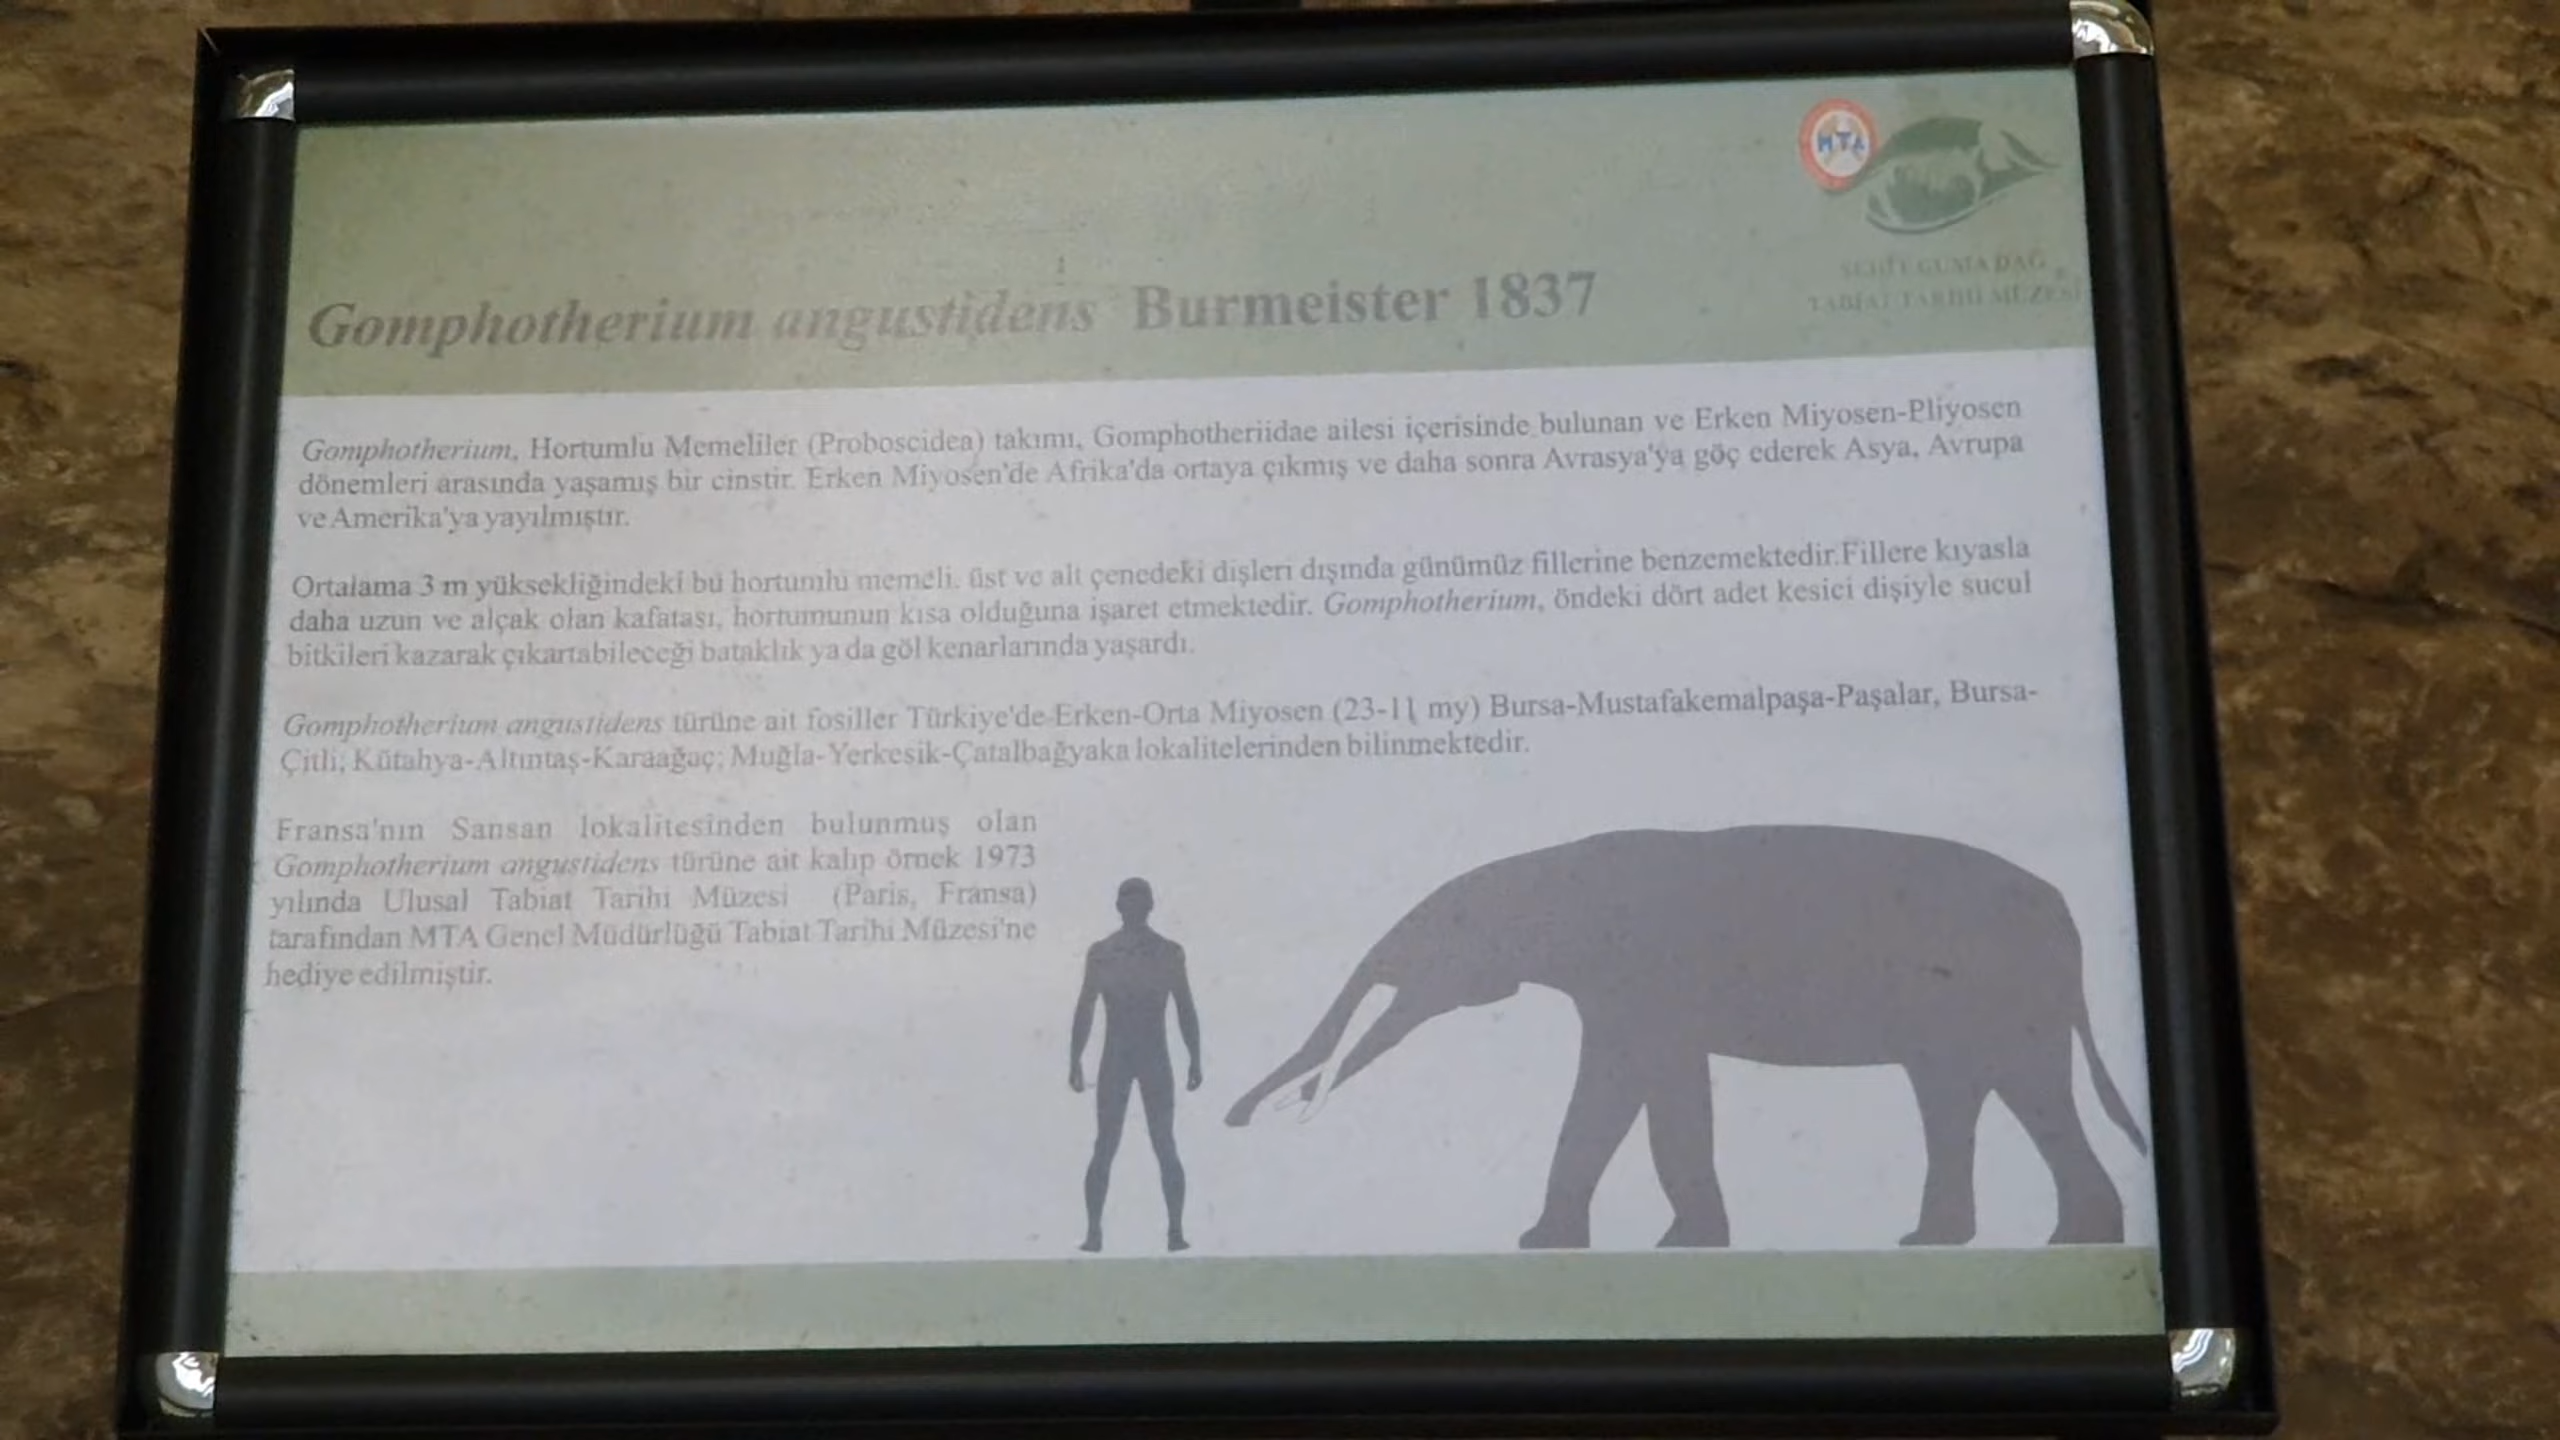 MTA
TABİAT TARİHİ MÜZESİ
Gomphotherium angustidens Burmeister 1837
Gomphotherium, Hortumlu Memeliler (Proboscidea) takımı, Gomphotheriidae ailesi içerisinde bulunan ve Erken Miyosen-Pliyosen
dönemleri arasında yaşamış bir cinstir. Erken Miyosen'de Afrika'da ortaya çıkmış ve daha sonra Avrasya'ya göç ederek Asya, Avrupa
ve Amerika'ya yayılmıştır.
Ortalama 3 m yüksekliğindeki bu hortumlu memeli. üst ve alt çenedeki dişleri dışında günümüz fillerine benzemektedir.Fillere kıyasla
daha uzun ve alçak olan kafatası, hortumunun kısa olduğuna işaret etmektedir. Gomphotherium, öndeki dört adet kesici dişiyle sucul
bitkileri kazarak çıkartabileceği bataklık ya da göl kenarlarında yaşardı.
Gomphotherium angustidens türüne ait fosiller Türkiye'de Erken-Orta Miyosen (23-11 my) Bursa-Mustafakemalpaşa-Paşalar, Bursa-
Çitli; Kütahya-Altıntaş-Karaağaç; Muğla-Yerkesik-Çatalbağyaka lokalitelerinden bilinmektedir.
Fransa'nın Sansan lokalitesinden bulunmuş olan
Gomphotherium angustidens türüne ait kalıp örnek 1973
yılında Ulusal Tabiat Tarihi Müzesi (Paris, Fransa)
tarafından MTA Genel Müdürlüğü Tabiat Tarihi Müzesi'ne
hediye edilmiştir.